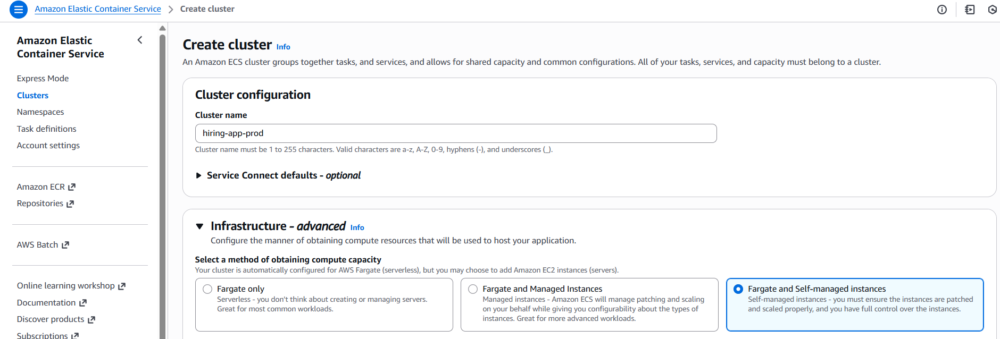 Amazon Elastic Container Service > Create cluster
Amazon Elastic
Container Service
Express Mode
Clusters
Namespaces
Task definitions
Account settings
Amazon ECR
Repositories
AWS Batch
Online learning workshop
Documentation
Discover products
Subscriptions
Create cluster Info
An Amazon ECS cluster groups together tasks, and services, and allows for shared capacity and common configurations. All of your tasks, services, and capacity must belong to a cluster.
Cluster configuration
Cluster name
hiring-app-prod
Cluster name must be 1 to 255 characters. Valid characters are a-z, A-Z, 0-9, hyphens (-), and underscores (_).
Service Connect defaults - optional
Infrastructure - advanced Info
Configure the manner of obtaining compute resources that will be used to host your application.
Select a method of obtaining compute capacity
Your cluster is automatically configured for AWS Fargate (serverless), but you may choose to add Amazon EC2 instances (servers).
Fargate only
Serverless - you don't think about creating or managing servers.
Great for most common workloads.
Fargate and Managed Instances
Managed instances - Amazon ECS will manage patching and scaling
on your behalf while giving you configurability about the types of
instances. Great for more advanced workloads.
Fargate and Self-managed instances
Self-managed instances - you must ensure the instances are patched
and scaled properly, and you have full control over the instances.